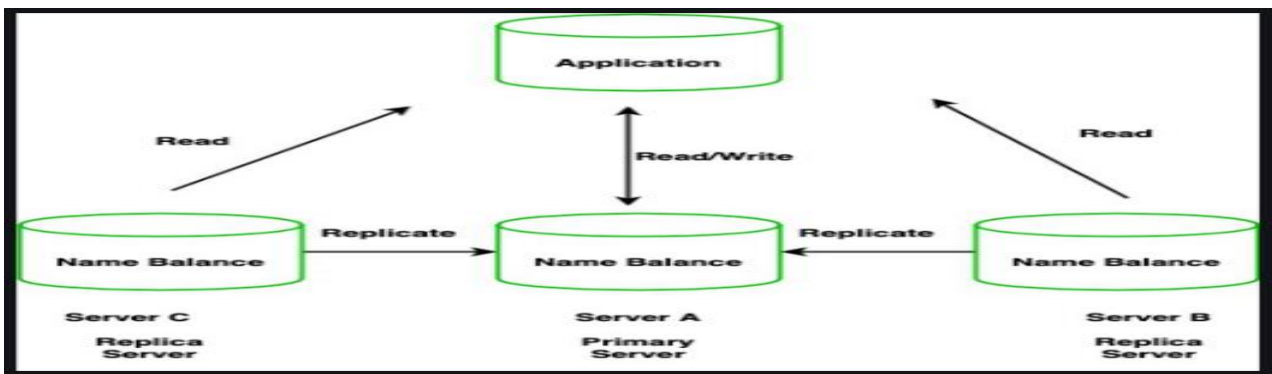 Application
Read
Read/Write
Read
Replicate
Replicate
Name Balance
Name Balance
Name Balance
Server C
Server A
Server B
Replica
Server
Primary
Server
Replica
Server